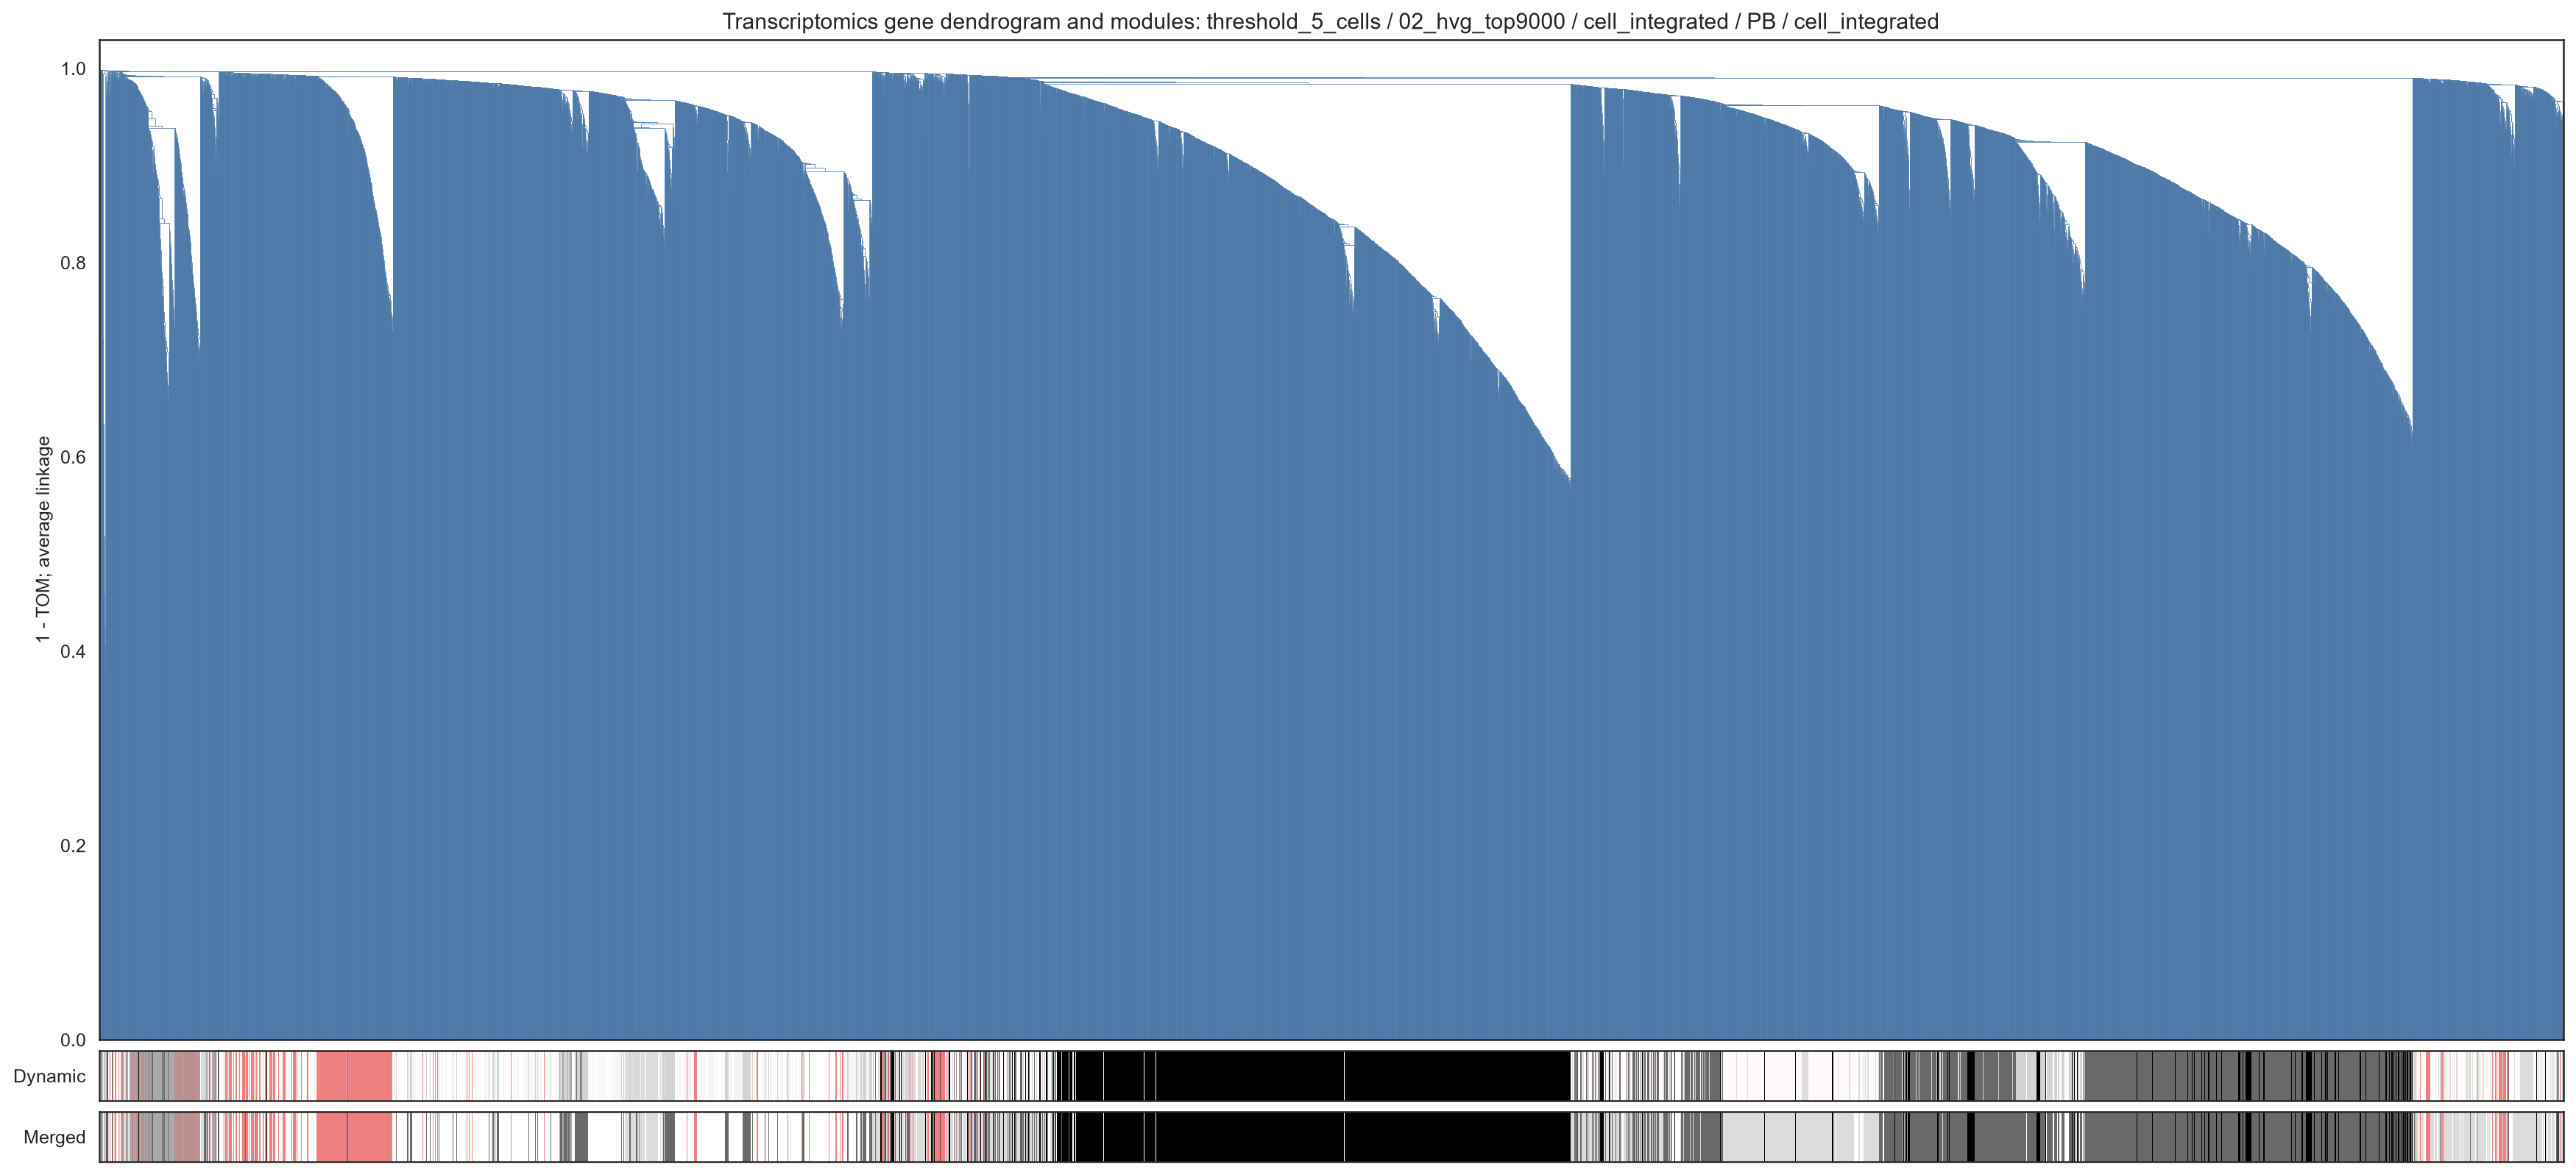 Transcriptomics gene dendrogram and modules: threshold_5_cells / 02_hvg_top9000 / cell_integrated / PB / cell_integrated
1.0
0.8
0.6
0.4
0.2
0.0
1 - TOM; average linkage
Dynamic
Merged